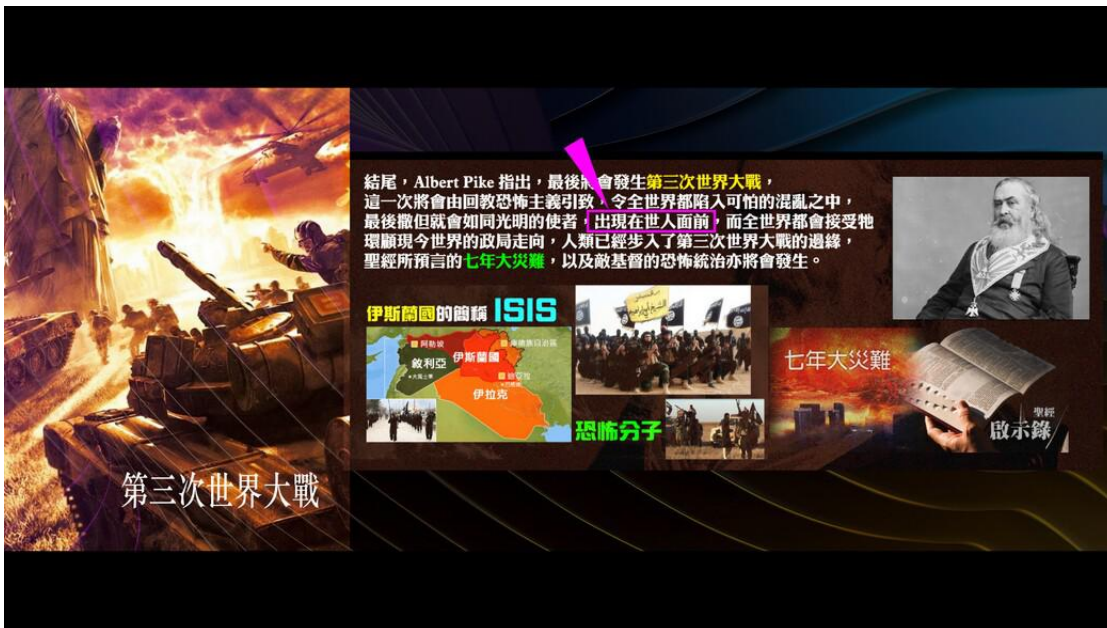 結尾，Albert Pike 指出，最後將會發生第三次世界大戰，
這一次將會由回教恐怖主義引致，令全世界都陷入可怕的混亂之中，
最後撒但就會如同光明的使者，出現在世人面前，而全世界都會接受牠
環顧現今世界的政局走向，人類已經步入了第三次世界大戰的邊緣，
聖經所預言的七年大災難，以及敵基督的恐怖統治亦將會發生。
伊斯蘭國的簡稱 ISIS
阿勒坡
敘利亞
伊斯蘭國
伊拉克
恐怖分子
七年大災難
聖經
啟示錄
第三次世界大戰